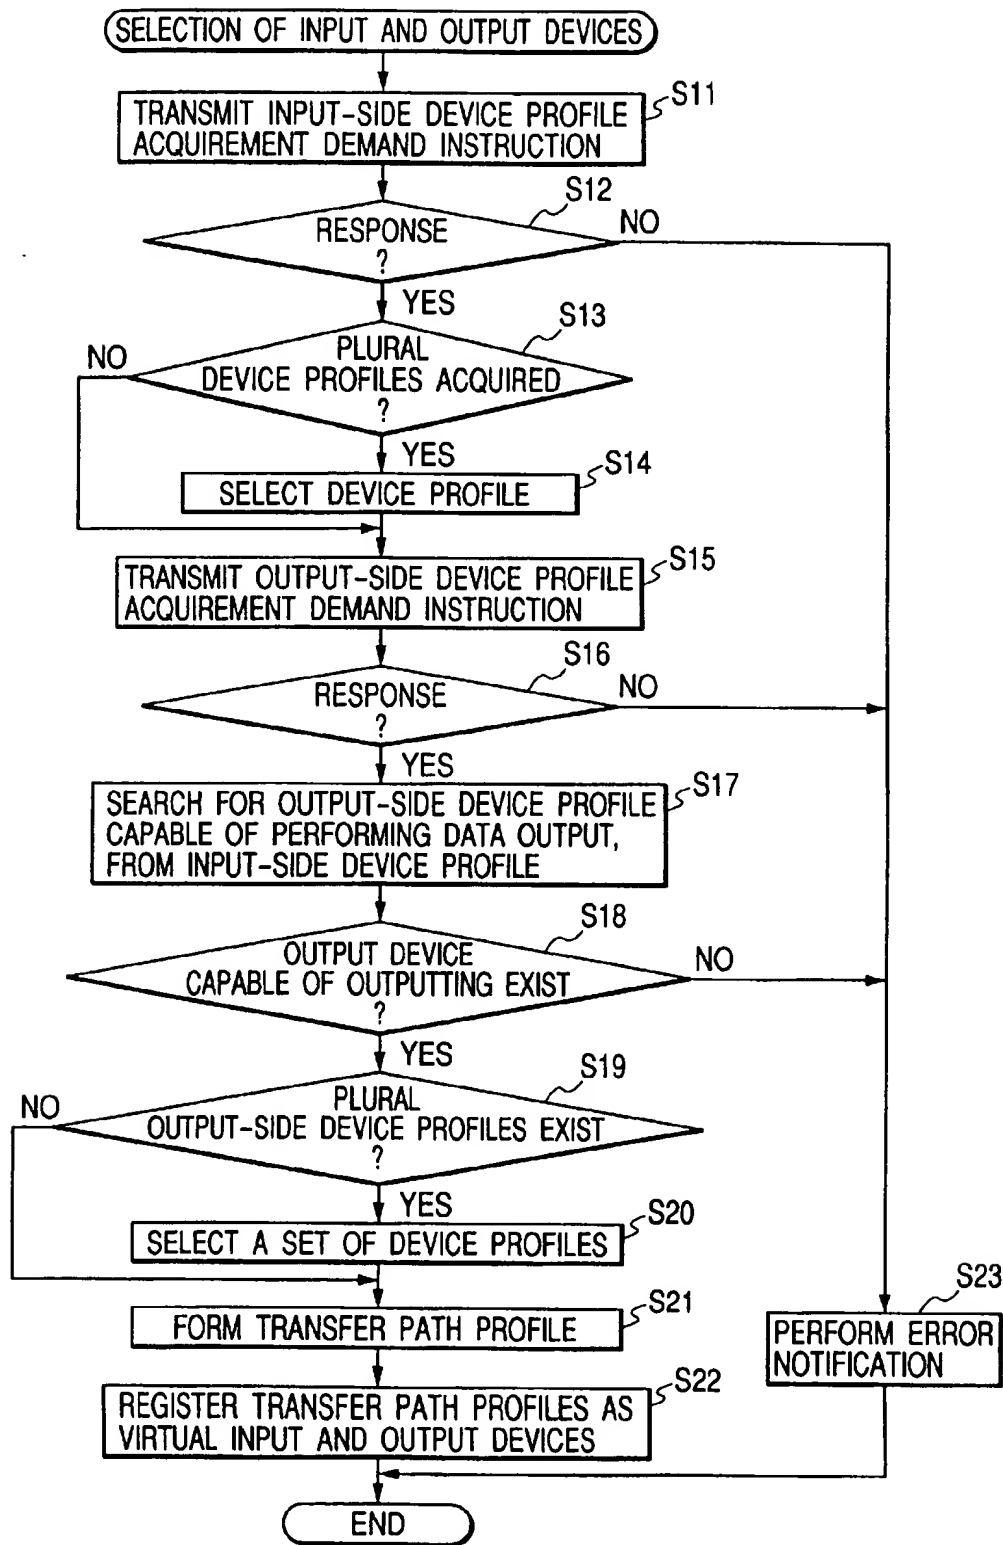 SELECTION OF INPUT AND OUTPUT DEVICES
S11
TRANSMIT INPUT-SIDE DEVICE PROFILE
ACQUIREMENT DEMAND INSTRUCTION
S12
RESPONSE
?
NO
YES
S13
PLURAL
DEVICE PROFILES ACQUIRED
?
NO
YES
S14
SELECT DEVICE PROFILE
S15
TRANSMIT OUTPUT-SIDE DEVICE PROFILE
ACQUIREMENT DEMAND INSTRUCTION
S16
RESPONSE
?
NO
YES
S17
SEARCH FOR OUTPUT-SIDE DEVICE PROFILE
CAPABLE OF PERFORMING DATA OUTPUT,
FROM INPUT-SIDE DEVICE PROFILE
S18
OUTPUT DEVICE
CAPABLE OF OUTPUTTING EXIST
?
NO
YES
S19
PLURAL
OUTPUT-SIDE DEVICE PROFILES EXIST
?
NO
YES
S20
SELECT A SET OF DEVICE PROFILES
S21
FORM TRANSFER PATH PROFILE
S23
PERFORM ERROR
NOTIFICATION
S22
REGISTER TRANSFER PATH PROFILES AS
VIRTUAL INPUT AND OUTPUT DEVICES
END